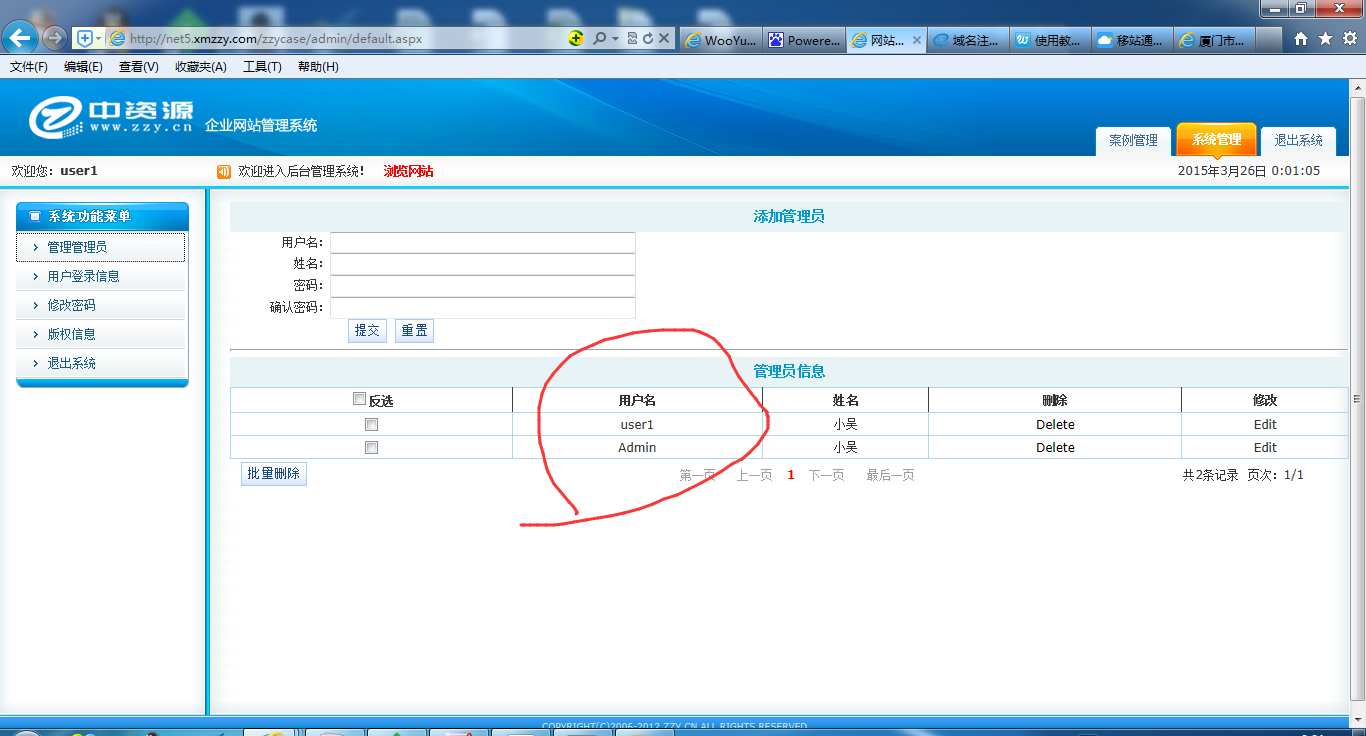 http://net5.xmzzy.com/zzycase/admin/default.aspx
WooYu...
Powere...
网站...
域名注...
使用教...
移站通...
厦门市...
文件(F) 编辑(E) 查看(V) 收藏夹(A) 工具(T) 帮助(H)
中资源
www.zzy.cn
企业网站管理系统
案例管理
系统管理
退出系统
欢迎您: user1
欢迎进入后台管理系统!
浏览网站
2015年3月26日 0:01:05
系统功能菜单
管理管理员
用户登录信息
修改密码
版权信息
退出系统
添加管理员
用户名:
姓名:
密码:
确认密码:
提交 重置
管理员信息
反选 用户名 姓名 删除 修改
user1 小吴 Delete Edit
Admin 小吴 Delete Edit
批量删除
第一页 上一页 1 下一页 最后一页
共2条记录 页次: 1/1
COPYRIGHT(C)2006-2012 ZZY.CN ALL RIGHTS RESERVED